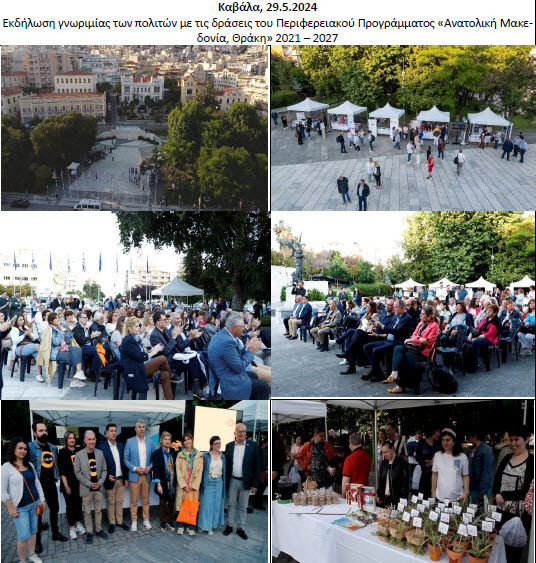 Καβάλα, 29.5.2024
Εκδήλωση γνωριμίας των πολιτών με τις δράσεις του Περιφερειακού Προγράμματος «Ανατολική Μακε-
δονία, Θράκη» 2021 – 2027